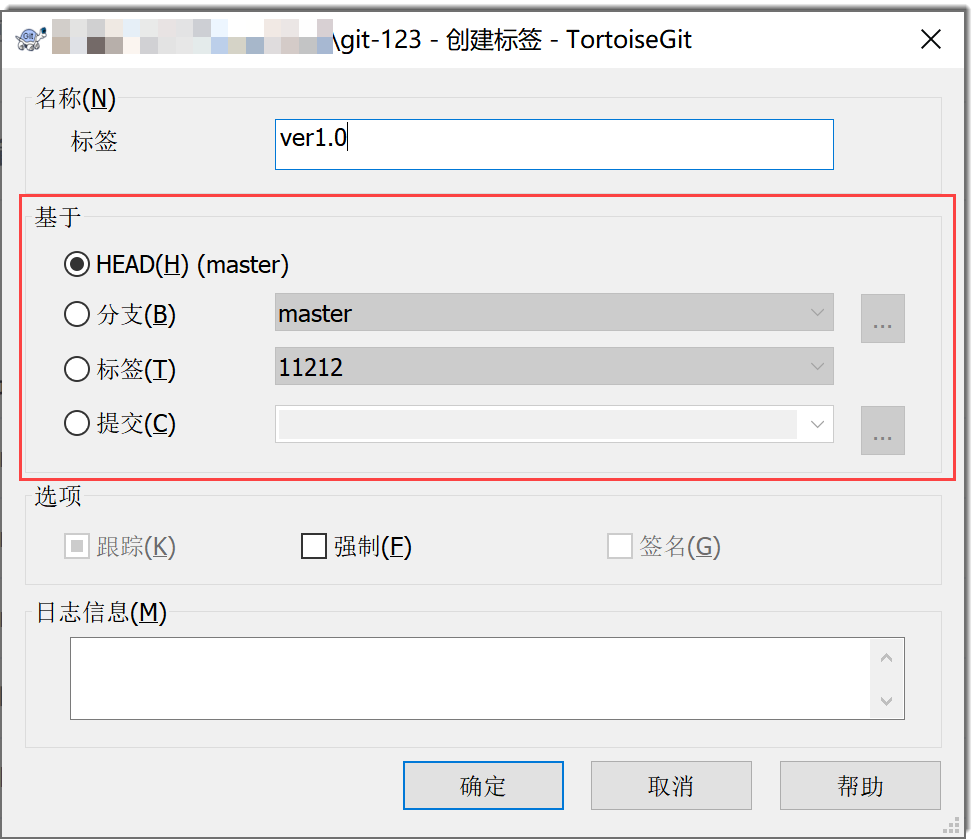 \git-123 - 创建标签 - TortoiseGit
名称(N)
标签
ver1.0
基于
HEAD(H) (master)
分支(B)
master
...
标签(T)
11212
提交(C)
...
选项
跟踪(K)
强制(F)
签名(G)
日志信息(M)
确定
取消
帮助